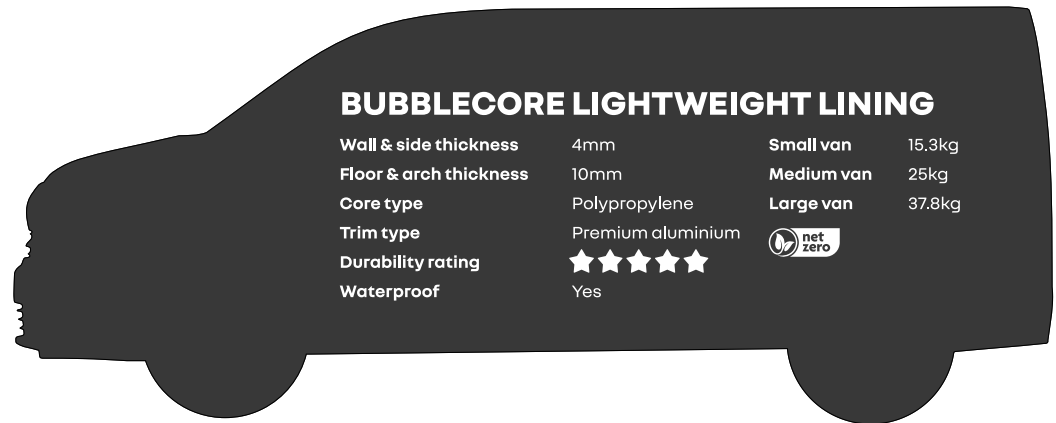 BUBBLECORE LIGHTWEIGHT LINING
Wall & side thickness 4mm
Floor & arch thickness 10mm
Core type Polypropylene
Trim type Premium aluminium
Durability rating
Waterproof Yes
Small van 15.3kg
Medium van 25kg
Large van 37.8kg
net
zero